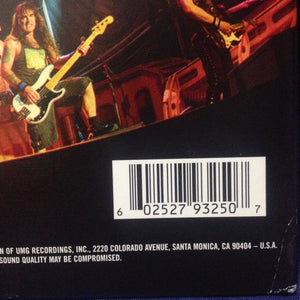 6 02527 93250 7
N OF UMG RECORDINGS, INC., 2220 COLORADO AVENUE, SANTA MONICA, CA 90404 – U.S.A.
SOUND QUALITY MAY BE COMPROMISED.